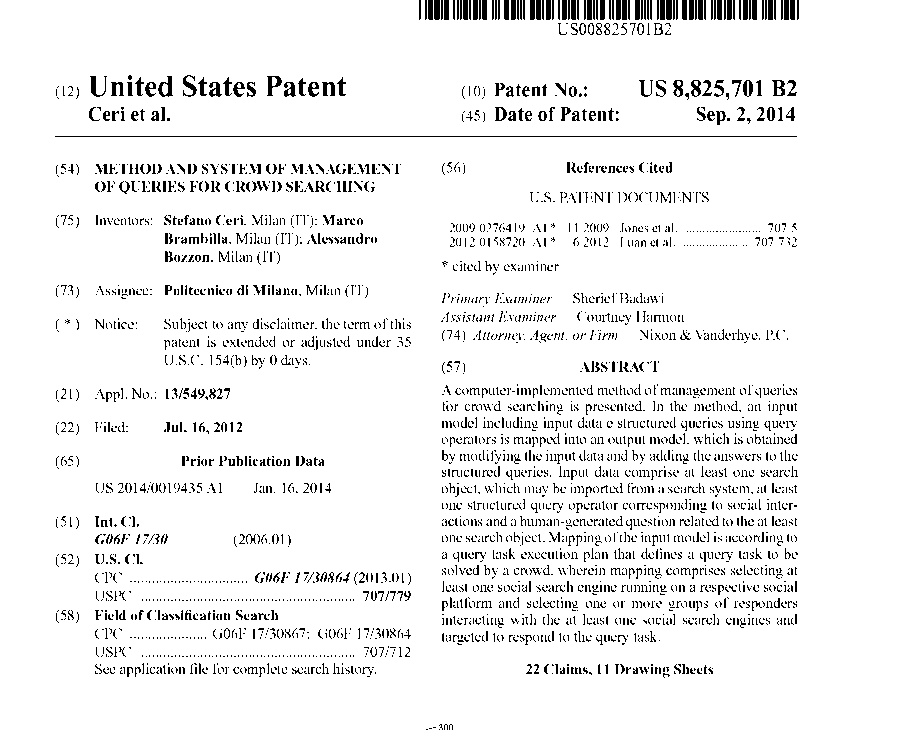 US008825701B2
(12) United States Patent
Ceri et al.
(10) Patent No.: US 8,825,701 B2
(45) Date of Patent: Sep. 2, 2014
(54) METHOD AND SYSTEM OF MANAGEMENT
OF QUERIES FOR CROWD SEARCHING
(75) Inventors: Stefano Ceri, Milan (IT); Marco
Brambilla, Milan (IT); Alessandro
Bozzon, Milan (IT)
(73) Assignee: Politecnico di Milano, Milan (IT)
( * ) Notice: Subject to any disclaimer, the term of this
patent is extended or adjusted under 35
U.S.C. 154(b) by 0 days.
(21) Appl. No.: 13/549,827
(22) Filed: Jul. 16, 2012
(65) Prior Publication Data
US 2014/0019435 A1 Jan. 16, 2014
(51) Int. Cl.
G06F 17/30 (2006.01)
(52) U.S. Cl.
CPC .............................. G06F 17/30864 (2013.01)
USPC ..................................................... 707/779
(58) Field of Classification Search
CPC .................... G06F 17/30867; G06F 17/30864
USPC ..................................................... 707/712
See application file for complete search history.
(56) References Cited
U.S. PATENT DOCUMENTS
2009/0276419 A1* 11/2009 Jones et al. ...................... 707/5
2012/0158720 A1* 6/2012 Luan et al. ................... 707/732
* cited by examiner
Primary Examiner Sherief Badawi
Assistant Examiner Courtney Harmon
(74) Attorney, Agent, or Firm Nixon & Vanderhye, P.C.
(57) ABSTRACT
A computer-implemented method of management of queries
for crowd searching is presented. In the method, an input
model including input data e structured queries using query
operators is mapped into an output model, which is obtained
by modifying the input data and by adding the answers to the
structured queries. Input data comprise at least one search
object, which may be imported from a search system, at least
one structured query operator corresponding to social inter-
actions and a human-generated question related to the at least
one search object. Mapping of the input model is according to
a query task execution plan that defines a query task to be
solved by a crowd, wherein mapping comprises selecting at
least one social search engine running on a respective social
platform and selecting one or more groups of responders
interacting with the at least one social search engines and
targeted to respond to the query task.
22 Claims, 11 Drawing Sheets
300